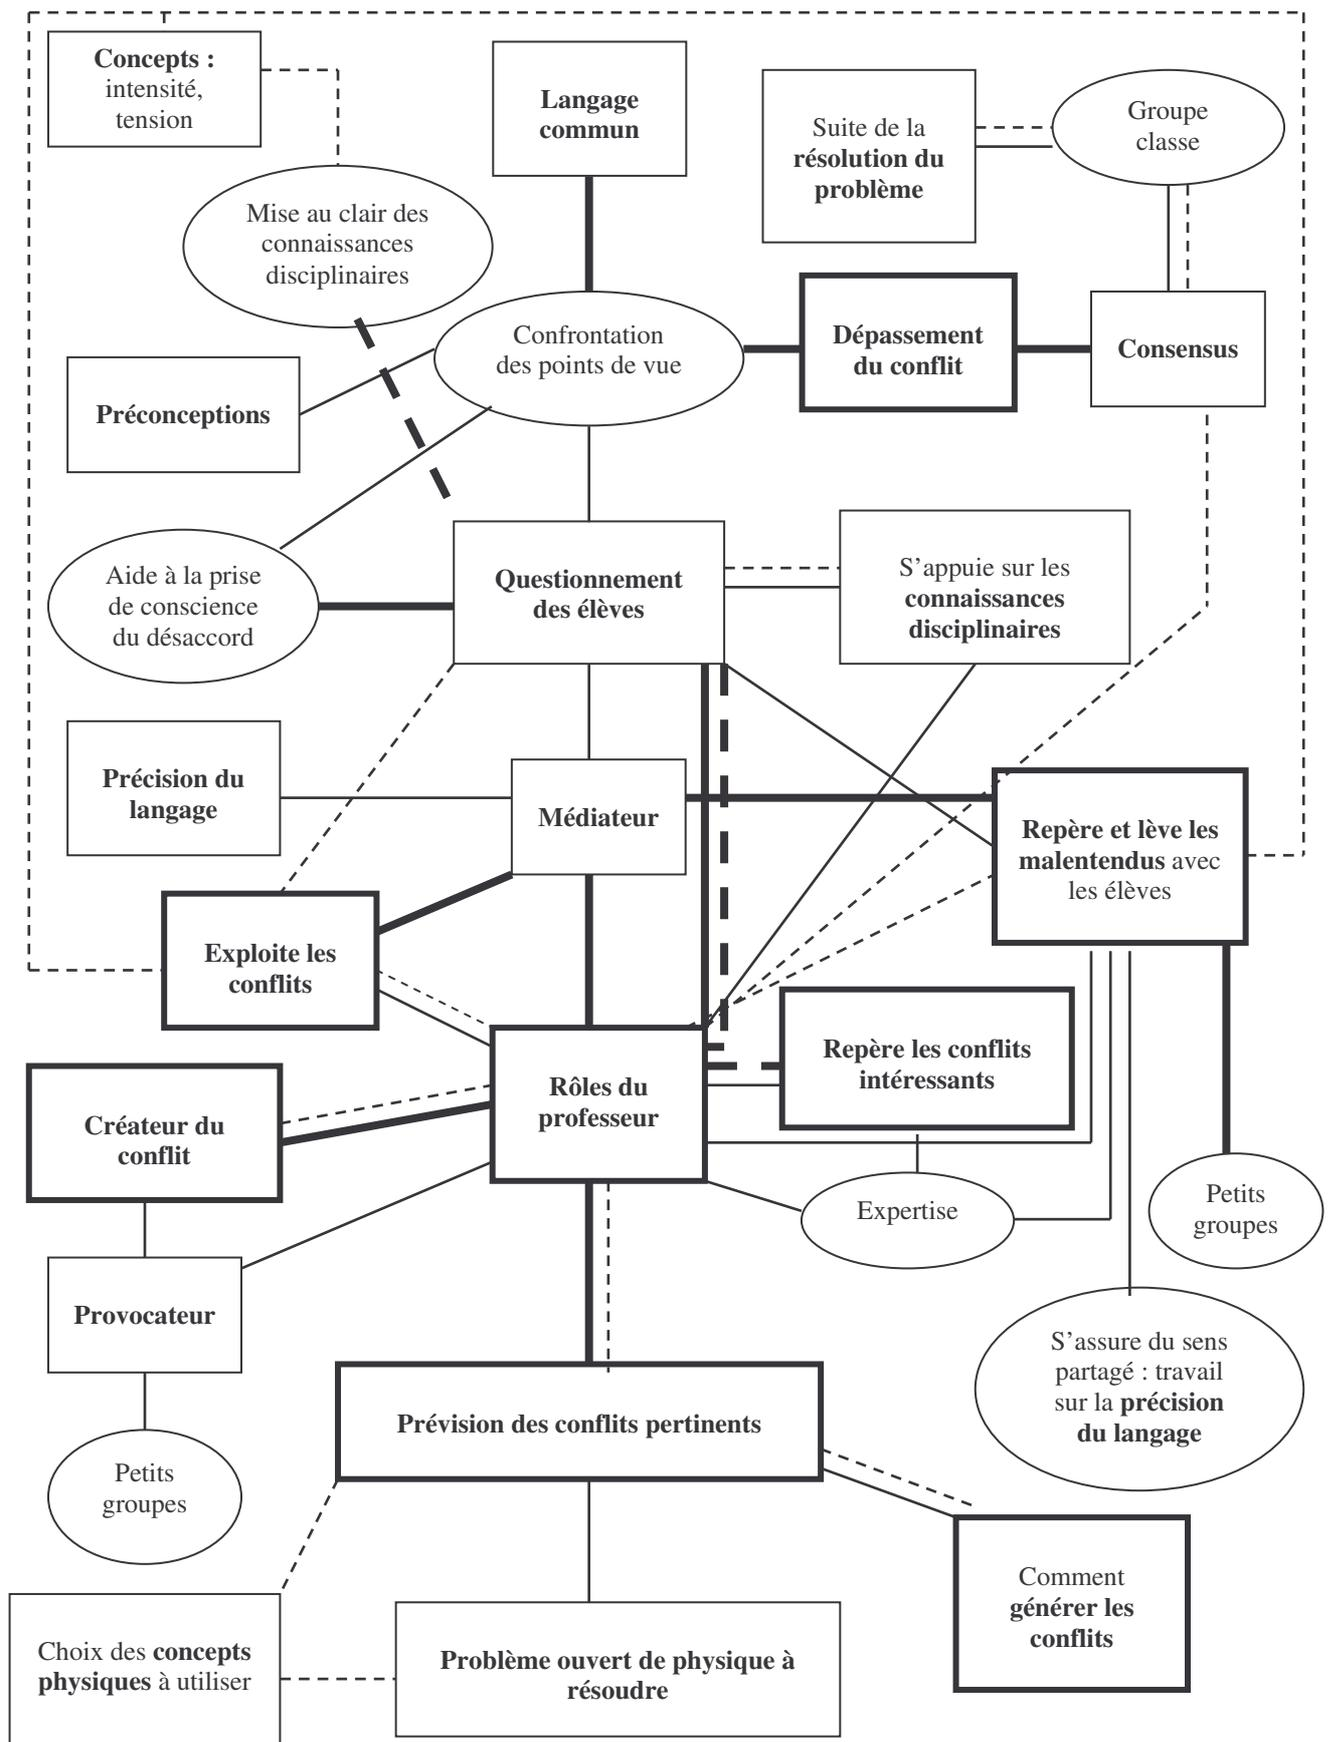 Concepts :
intensité,
tension
Langage
commun
Suite de la
résolution du
problème
Groupe
classe
Mise au clair des
connaissances
disciplinaires
Confrontation
des points de vue
Dépassement
du conflit
Consensus
Préconceptions
Aide à la prise
de conscience
du désaccord
Questionnement
des élèves
S’appuie sur les
connaissances
disciplinaires
Précision du
langage
Médiateur
Repère et lève les
malentendus avec
les élèves
Exploite les
conflits
Rôles du
professeur
Repère les conflits
intéressants
Créateur du
conflit
Expertise
Petits
groupes
Provocateur
S’assure du sens
partagé : travail
sur la précision
du langage
Prévision des conflits pertinents
Petits
groupes
Comment
générer les
conflits
Choix des concepts
physiques à utiliser
Problème ouvert de physique à
résoudre